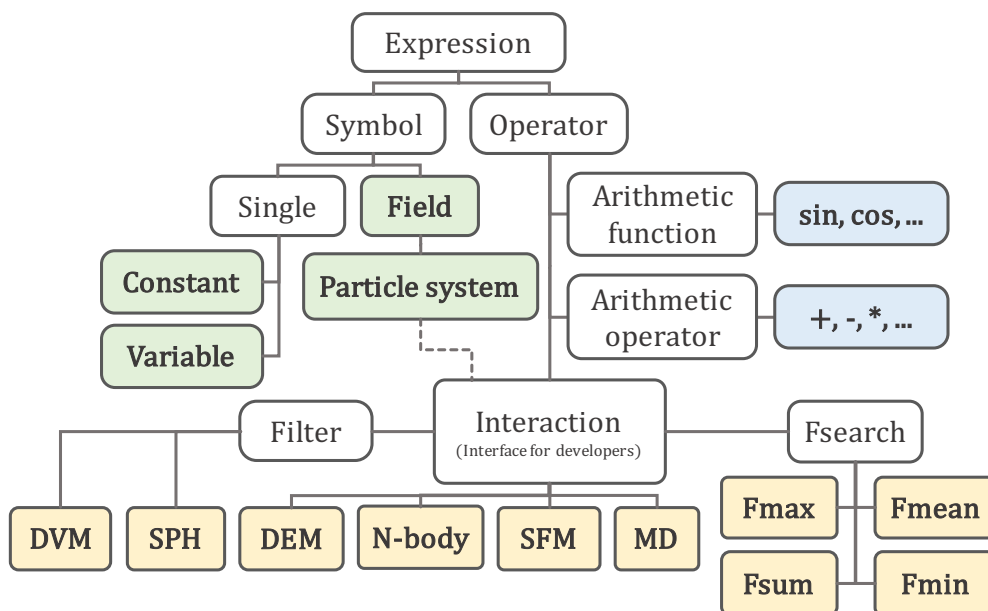 Expression
Symbol
Operator
Single
Field
Arithmetic
function
sin, cos, ...
Constant
Particle system
Arithmetic
operator
+, -, *, ...
Variable
Filter
Interaction
(Interface for developers)
Fsearch
DVM
SPH
DEM
N-body
SFM
MD
Fmax
Fmean
Fsum
Fmin